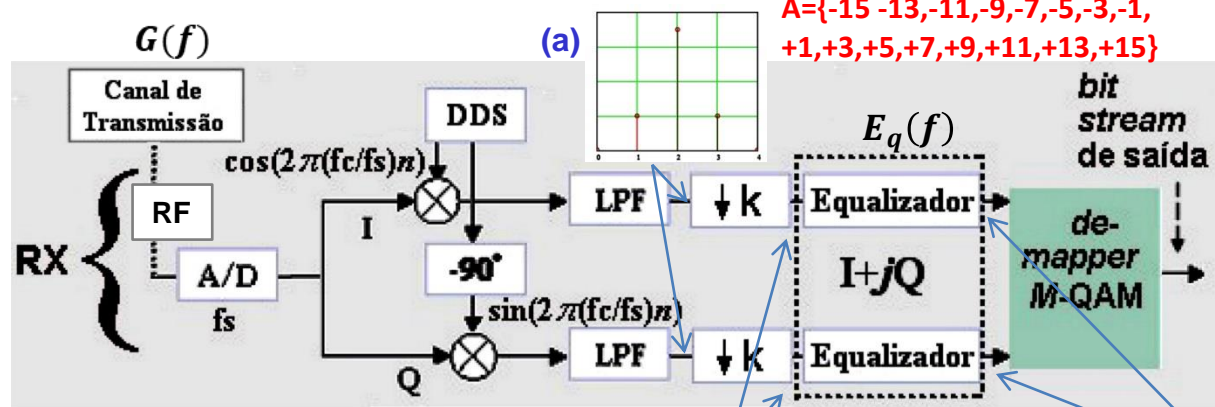 A={-15 -13,-11,-9,-7,-5,-3,-1,
+1,+3,+5,+7,+9,+11,+13,+15}
G(f)
(a)
0 1 2 3 4
Canal de
Transmissão
DDS
E_q(f)
bit
stream
de saída
cos(2π(fc/fs)n)
RF
LPF
↓k
Equalizador
I
RX
A/D
fs
-90°
I+jQ
de-
mapper
M-QAM
sin(2π(fc/fs)n)
LPF
↓k
Equalizador
Q